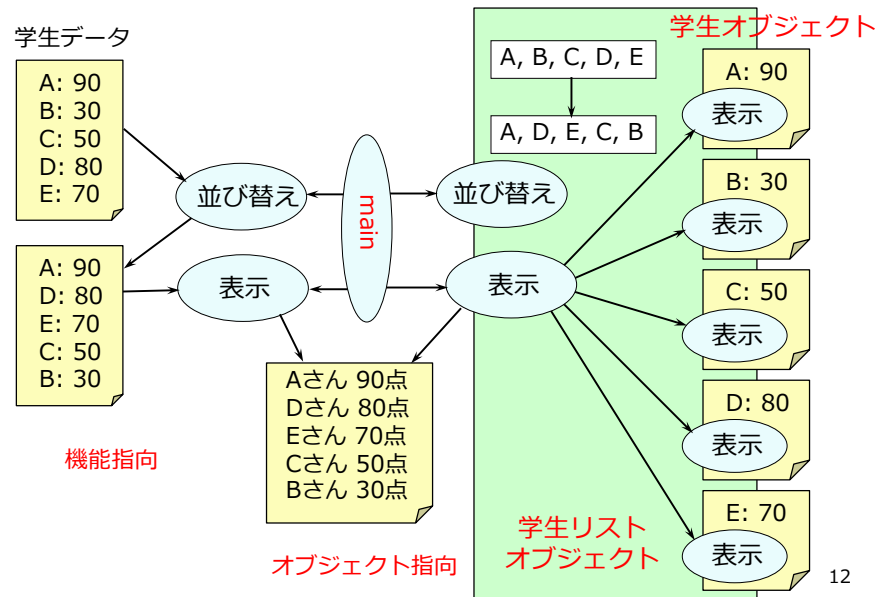 学生データ
A: 90
B: 30
C: 50
D: 80
E: 70
A: 90
D: 80
E: 70
C: 50
B: 30
並び替え
表示
main
Aさん 90点
Dさん 80点
Eさん 70点
Cさん 50点
Bさん 30点
機能指向
オブジェクト指向
A, B, C, D, E
A, D, E, C, B
並び替え
表示
学生リスト
オブジェクト
学生オブジェクト
A: 90
表示
B: 30
表示
C: 50
表示
D: 80
表示
E: 70
表示
12